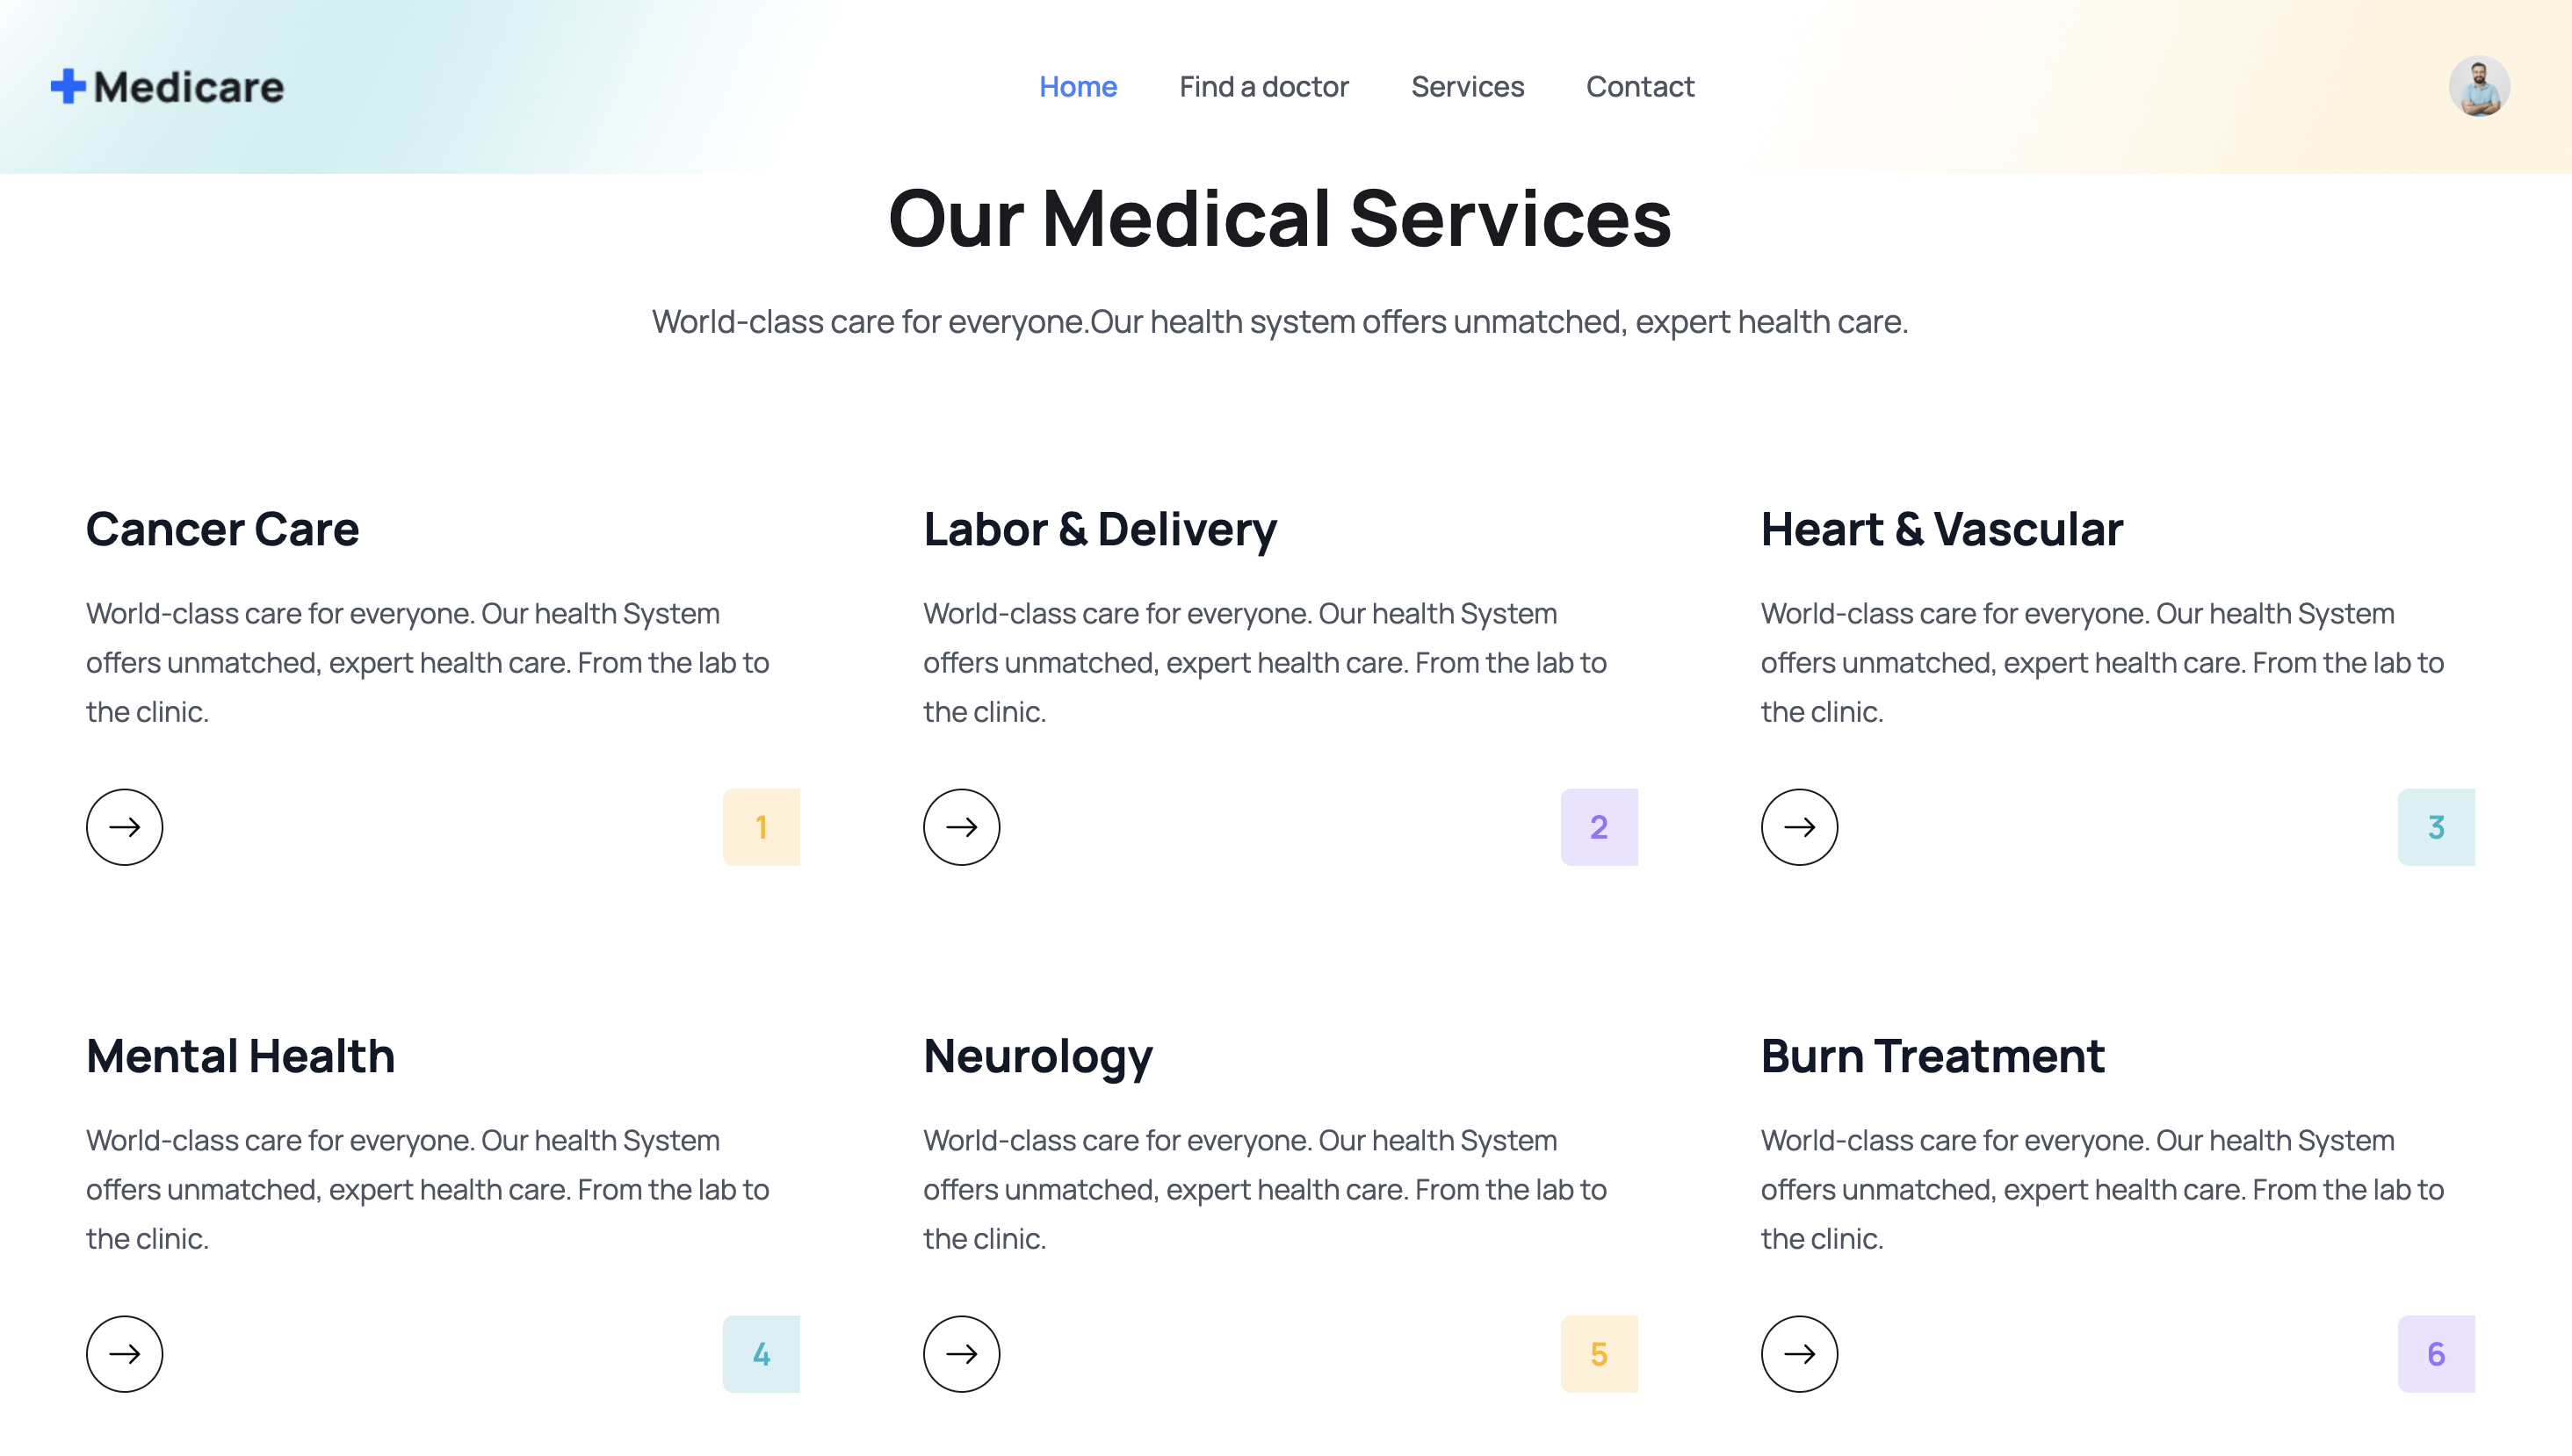 Medicare
Home Find a doctor Services Contact
Our Medical Services
World-class care for everyone.Our health system offers unmatched, expert health care.
Cancer Care
World-class care for everyone. Our health System
offers unmatched, expert health care. From the lab to
the clinic.
1
Labor & Delivery
World-class care for everyone. Our health System
offers unmatched, expert health care. From the lab to
the clinic.
2
Heart & Vascular
World-class care for everyone. Our health System
offers unmatched, expert health care. From the lab to
the clinic.
3
Mental Health
World-class care for everyone. Our health System
offers unmatched, expert health care. From the lab to
the clinic.
4
Neurology
World-class care for everyone. Our health System
offers unmatched, expert health care. From the lab to
the clinic.
5
Burn Treatment
World-class care for everyone. Our health System
offers unmatched, expert health care. From the lab to
the clinic.
6